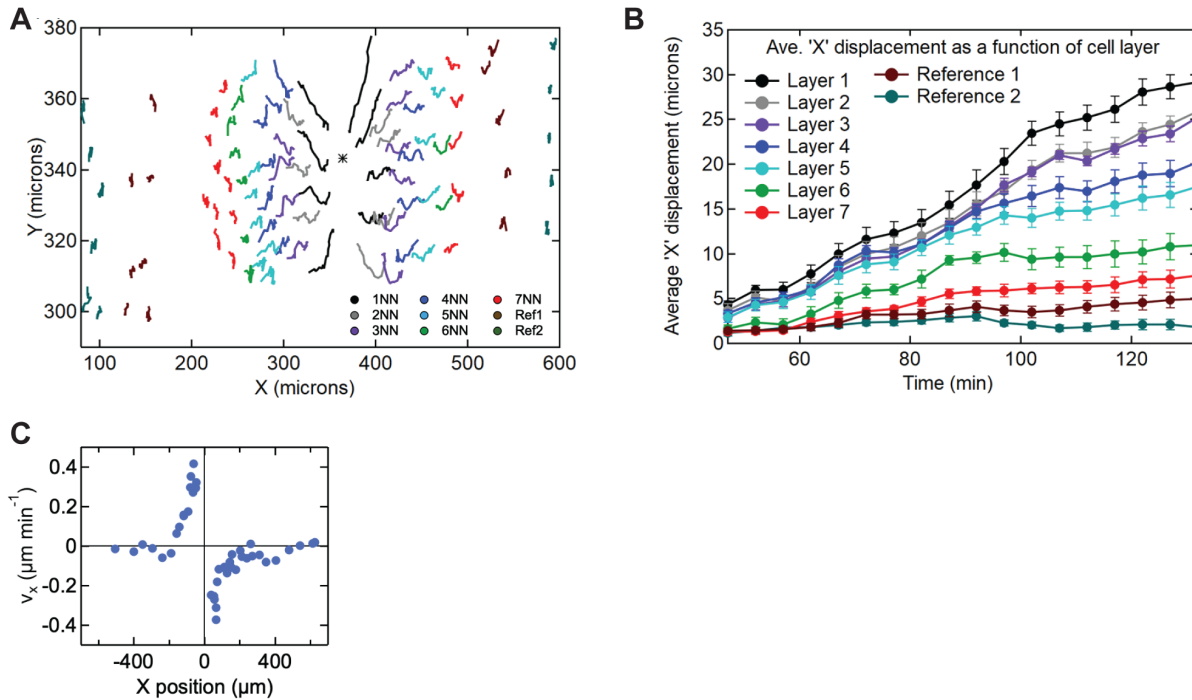 A
380
360
340
320
300
Y (microns)
100
200
300
400
500
600
X (microns)
1NN
4NN
7NN
2NN
5NN
Ref1
3NN
6NN
Ref2
B
Ave. 'X' displacement as a function of cell layer
Layer 1
Layer 2
Layer 3
Layer 4
Layer 5
Layer 6
Layer 7
Reference 1
Reference 2
35
30
25
20
15
10
5
0
Average 'X' displacement (microns)
60
80
100
120
Time (min)
C
0.4
0.2
0
-0.2
-0.4
vₓ (µm min⁻¹)
-400
0
400
X position (µm)